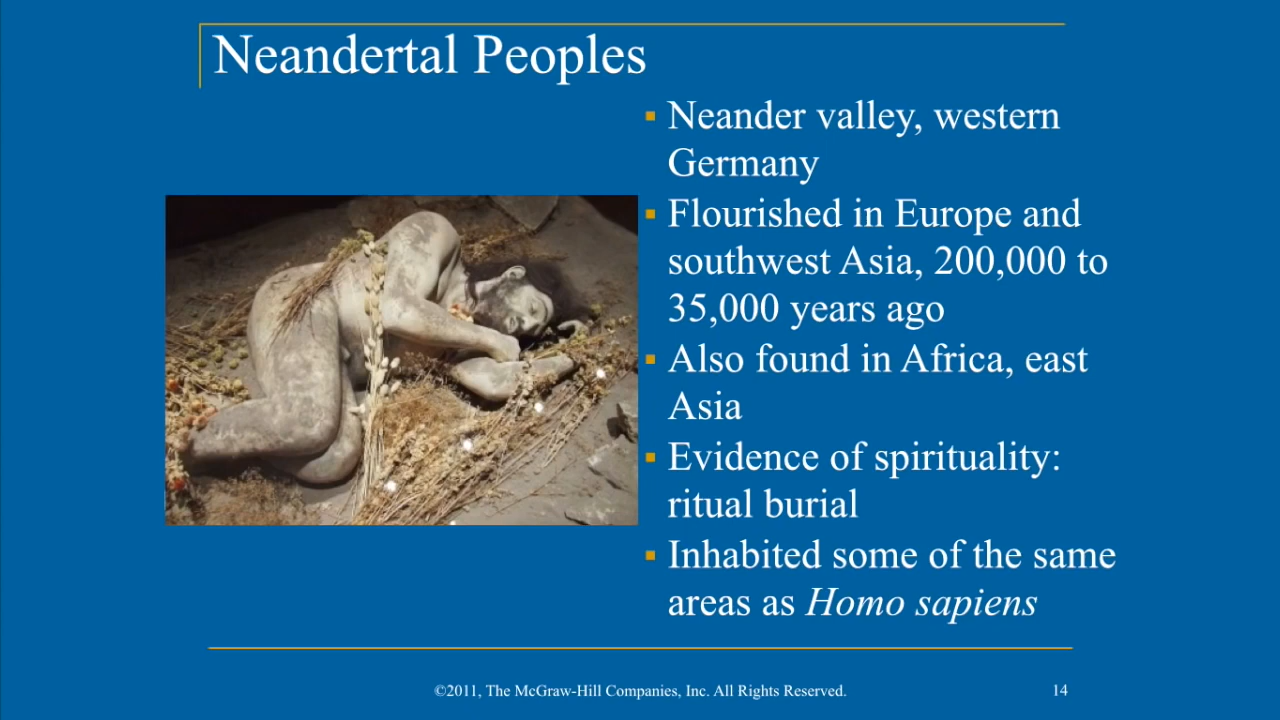 Neandertal Peoples
▪ Neander valley, western
Germany
▪ Flourished in Europe and
southwest Asia, 200,000 to
35,000 years ago
▪ Also found in Africa, east
Asia
▪ Evidence of spirituality:
ritual burial
▪ Inhabited some of the same
areas as Homo sapiens
©2011, The McGraw-Hill Companies, Inc. All Rights Reserved.
14